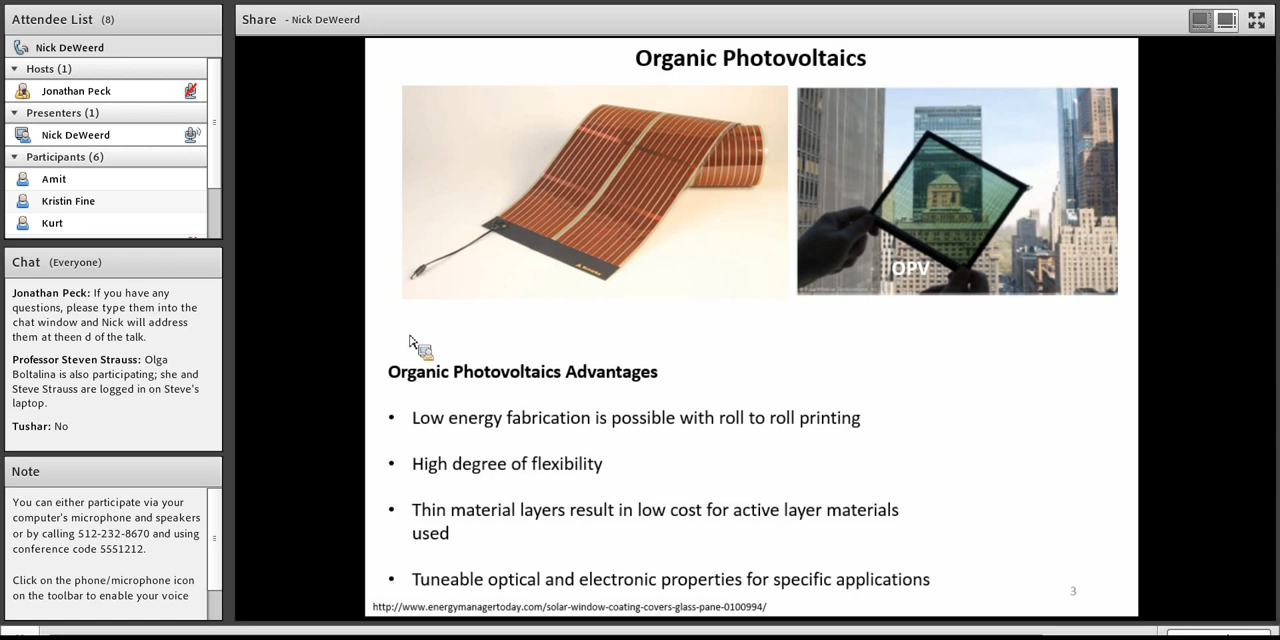 Attendee List (8)
Nick DeWeerd
Hosts (1)
Jonathan Peck
Presenters (1)
Nick DeWeerd
Participants (6)
Amit
Kristin Fine
Kurt
Chat (Everyone)
Jonathan Peck: If you have any
questions, please type them into the
chat window and Nick will address
them at theen d of the talk.
Professor Steven Strauss: Olga
Boltalina is also participating; she and
Steve Strauss are logged in on Steve's
laptop.
Tushar: No
Note
You can either participate via your
computer's microphone and speakers
or by calling 512-232-8670 and using
conference code 5551212.
Click on the phone/microphone icon
on the toolbar to enable your voice
Share - Nick DeWeerd
Organic Photovoltaics
OPV
Organic Photovoltaics Advantages
• Low energy fabrication is possible with roll to roll printing
• High degree of flexibility
• Thin material layers result in low cost for active layer materials
used
• Tuneable optical and electronic properties for specific applications
3
http://www.energymanagertoday.com/solar-window-coating-covers-glass-pane-0100994/